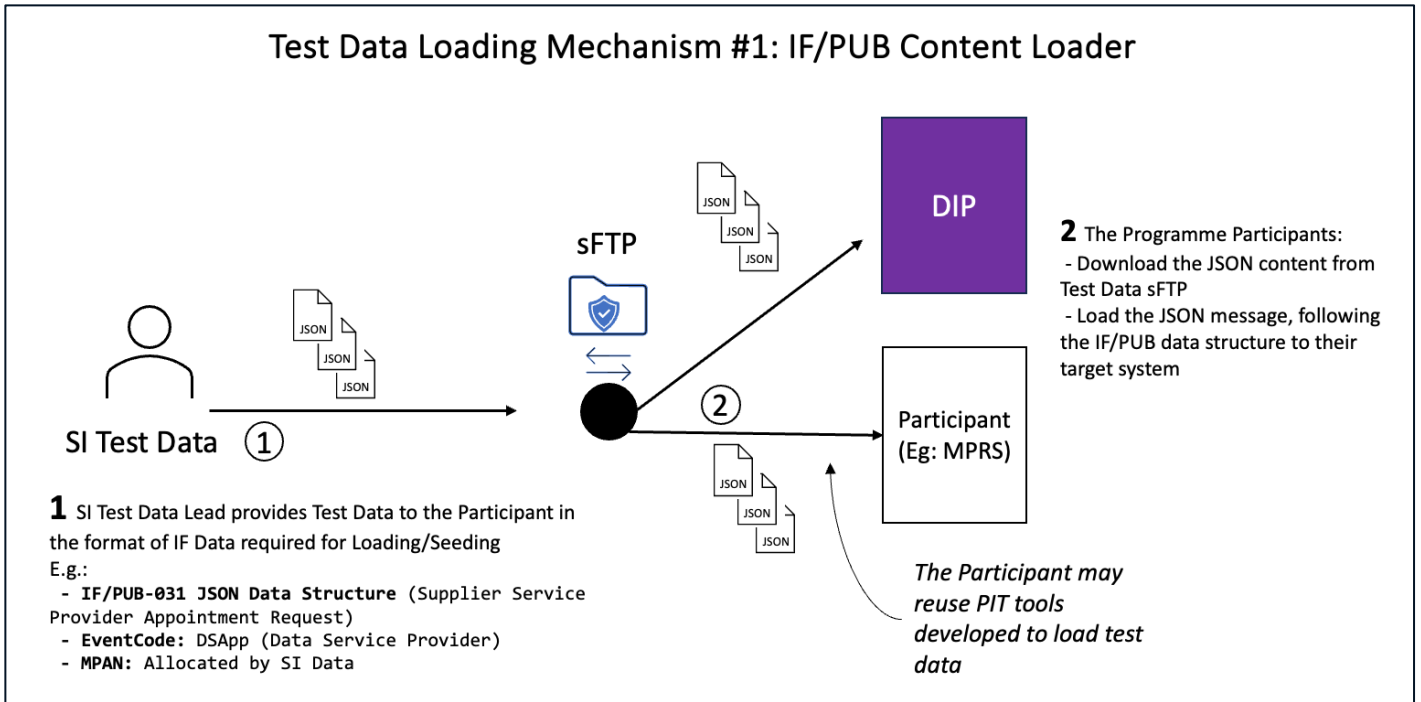 Test Data Loading Mechanism #1: IF/PUB Content Loader
JSON
JSON
JSON
DIP
sFTP
2 The Programme Participants:
- Download the JSON content from
Test Data sFTP
- Load the JSON message, following
the IF/PUB data structure to their
target system
JSON
JSON
JSON
2
Participant
(Eg: MPRS)
SI Test Data
1
JSON
JSON
JSON
1 SI Test Data Lead provides Test Data to the Participant in
the format of IF Data required for Loading/Seeding
E.g.:
- IF/PUB-031 JSON Data Structure (Supplier Service
Provider Appointment Request)
- EventCode: DSApp (Data Service Provider)
- MPAN: Allocated by SI Data
The Participant may
reuse PIT tools
developed to load test
data